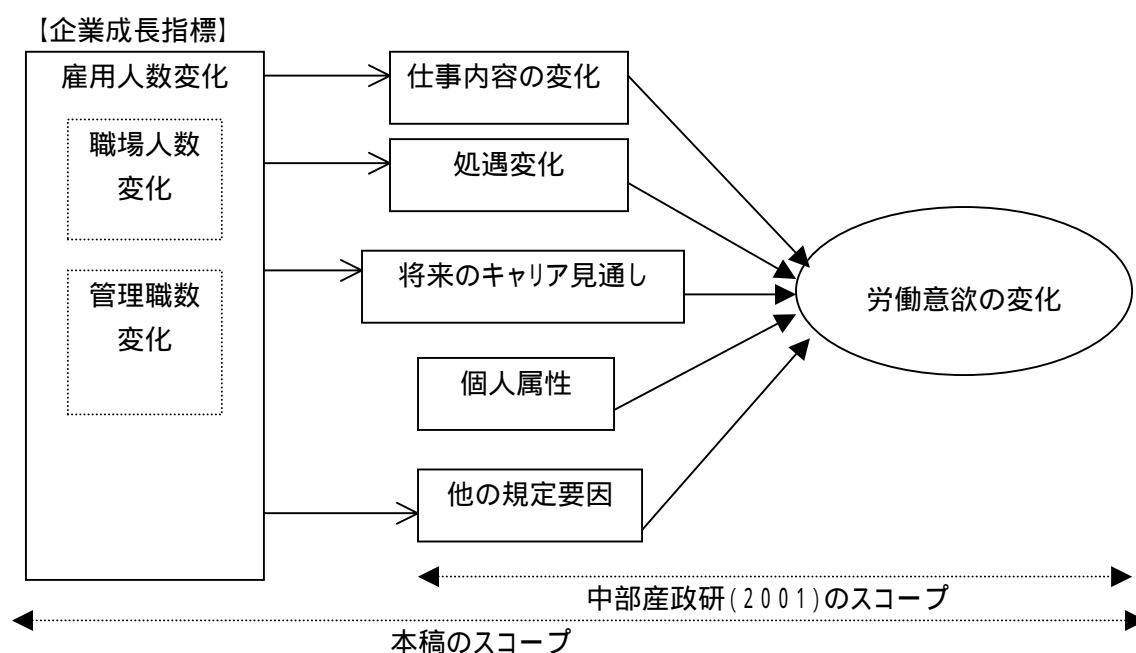 【企業成長指標】
雇用人数変化
職場人数
変化
管理職数
変化
仕事内容の変化
処遇変化
将来のキャリア見通し
個人属性
他の規定要因
労働意欲の変化
中部産政研(2001)のスコープ
本稿のスコープ